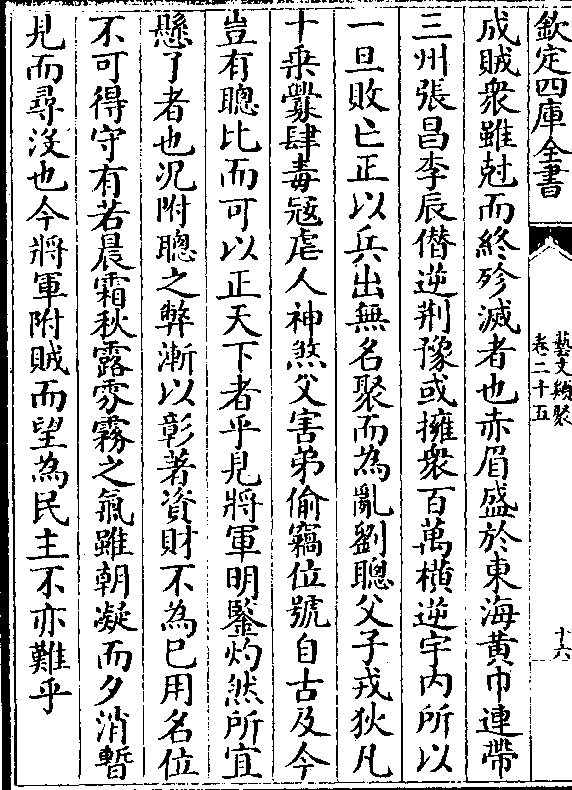 欽定四庫全書
藝文類聚
卷二十五
十六
成賊衆雖尅而終殄滅者也赤眉盛於東海黄巾連帶
三州張昌李辰僣逆荆豫或擁衆百萬横逆宇内所以
一旦敗亡正以兵出無名聚而為亂劉聰父子戎狄凡
十乗釁肆毒冦虐人神煞父害弟偷竊位號自古及今
豈有聰比而可以正天下者乎見將軍明鑒灼然所宜
懸了者也况附聰之弊漸以彰著資財不為已用名位
不可得守有若晨霜秋露雰霧之氣雖朝凝而夕消暫
見而尋没也今將軍附賊而望為民主不亦難乎